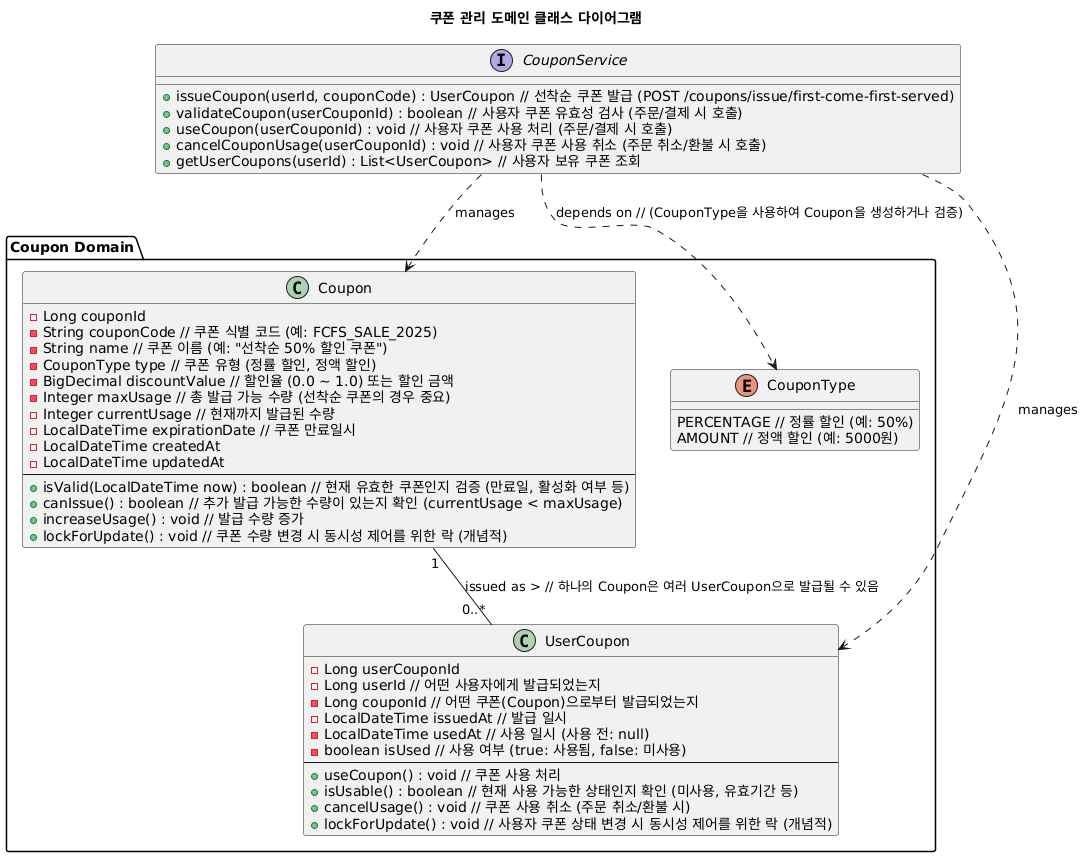 쿠폰 관리 도메인 클래스 다이어그램
I CouponService
issueCoupon(userId, couponCode) : UserCoupon // 선착순 쿠폰 발급 (POST /coupons/issue/first-come-first-served)
validateCoupon(userCouponId) : boolean // 사용자 쿠폰 유효성 검사 (주문/결제 시 호출)
useCoupon(userCouponId) : void // 사용자 쿠폰 사용 처리 (주문/결제 시 호출)
cancelCouponUsage(userCouponId) : void // 사용자 쿠폰 사용 취소 (주문 취소/환불 시 호출)
getUserCoupons(userId) : List<UserCoupon> // 사용자 보유 쿠폰 조회
manages
depends on // (CouponType을 사용하여 Coupon을 생성하거나 검증)
Coupon Domain
C Coupon
Long couponId
String couponCode // 쿠폰 식별 코드 (예: FCFS_SALE_2025)
String name // 쿠폰 이름 (예: "선착순 50% 할인 쿠폰")
CouponType type // 쿠폰 유형 (정률 할인, 정액 할인)
BigDecimal discountValue // 할인율 (0.0 ~ 1.0) 또는 할인 금액
Integer maxUsage // 총 발급 가능 수량 (선착순 쿠폰의 경우 중요)
Integer currentUsage // 현재까지 발급된 수량
LocalDateTime expirationDate // 쿠폰 만료일시
LocalDateTime createdAt
LocalDateTime updatedAt
isValid(LocalDateTime now) : boolean // 현재 유효한 쿠폰인지 검증 (만료일, 활성화 여부 등)
canIssue() : boolean // 추가 발급 가능한 수량이 있는지 확인 (currentUsage < maxUsage)
increaseUsage() : void // 발급 수량 증가
lockForUpdate() : void // 쿠폰 수량 변경 시 동시성 제어를 위한 락 (개념적)
E CouponType
PERCENTAGE // 정률 할인 (예: 50%)
AMOUNT // 정액 할인 (예: 5000원)
manages
1
issued as > // 하나의 Coupon은 여러 UserCoupon으로 발급될 수 있음
0..*
C UserCoupon
Long userCouponId
Long userId // 어떤 사용자에게 발급되었는지
Long couponId // 어떤 쿠폰(Coupon)으로부터 발급되었는지
LocalDateTime issuedAt // 발급 일시
LocalDateTime usedAt // 사용 일시 (사용 전: null)
boolean isUsed // 사용 여부 (true: 사용됨, false: 미사용)
useCoupon() : void // 쿠폰 사용 처리
isUsable() : boolean // 현재 사용 가능한 상태인지 확인 (미사용, 유효기간 등)
cancelUsage() : void // 쿠폰 사용 취소 (주문 취소/환불 시)
lockForUpdate() : void // 사용자 쿠폰 상태 변경 시 동시성 제어를 위한 락 (개념적)